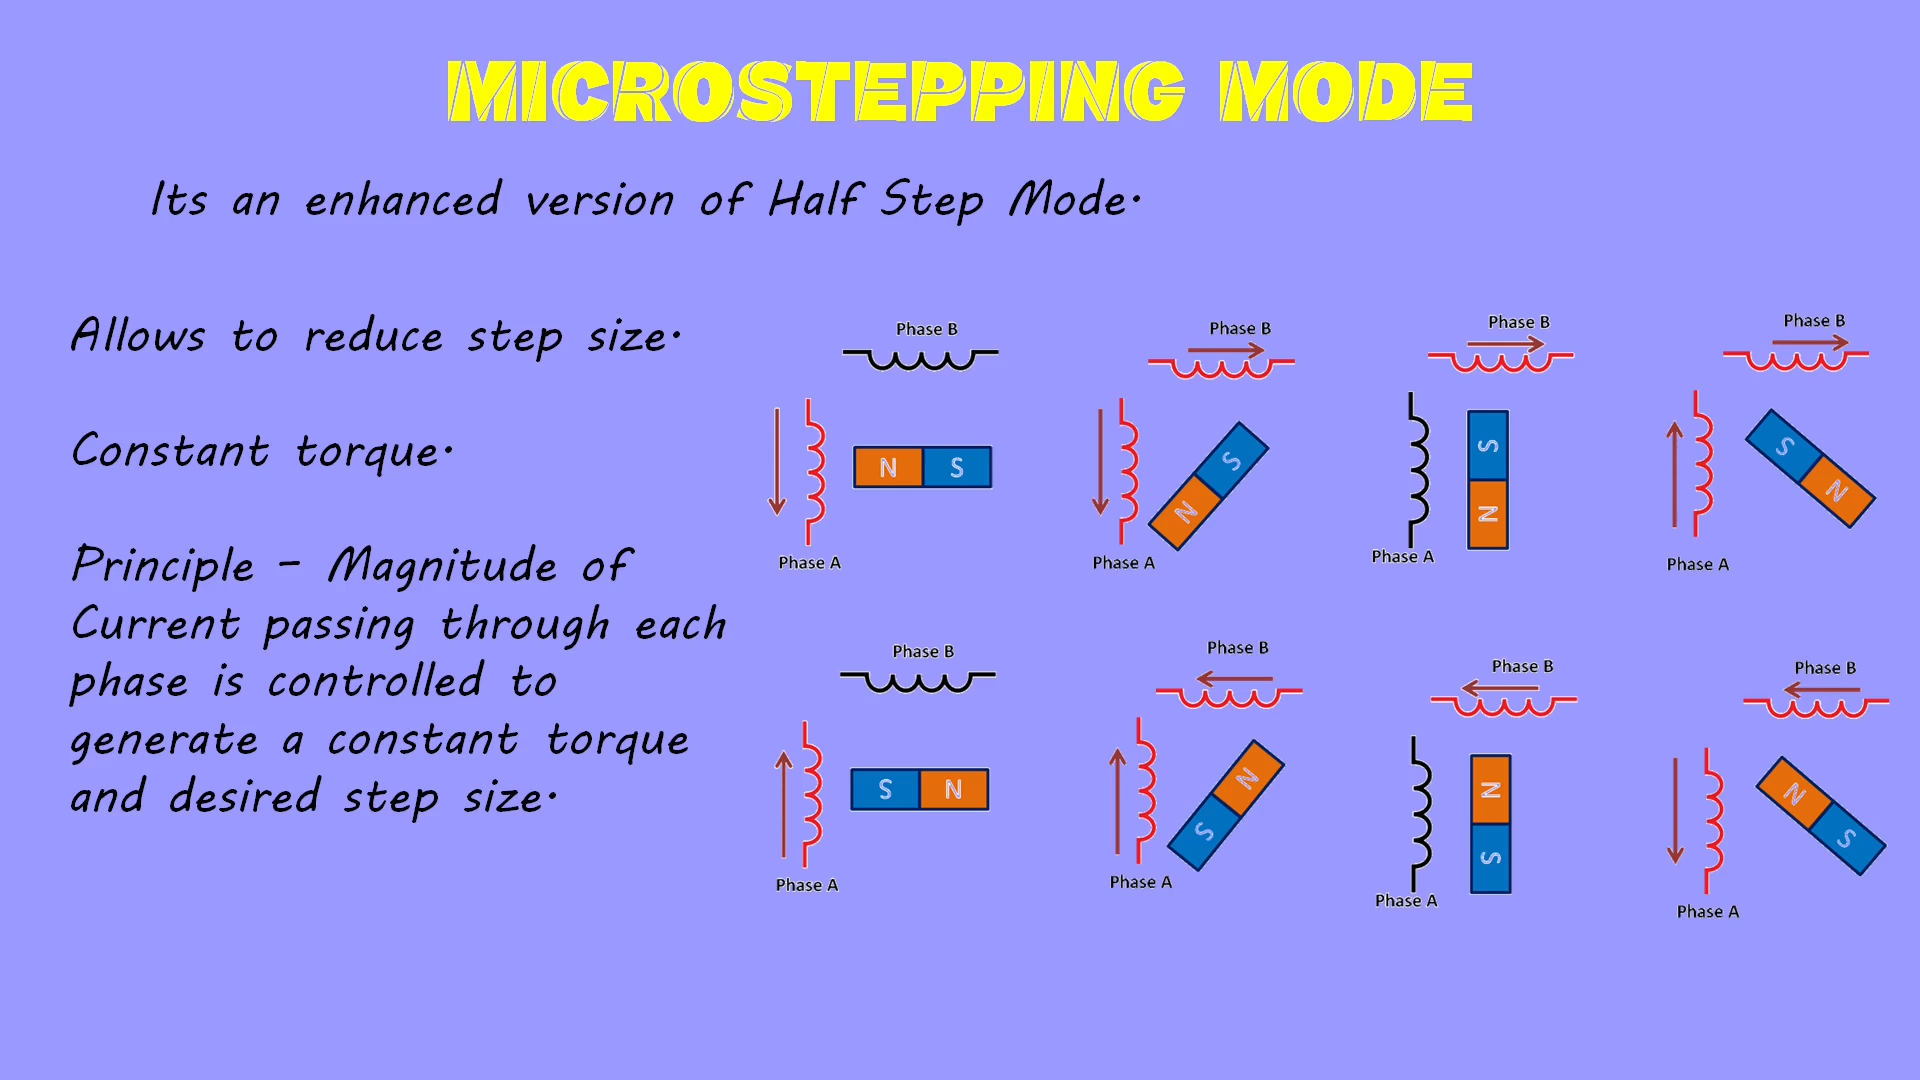 MICROSTEPPING MODE
Its an enhanced version of Half Step Mode.
Allows to reduce step size.
Constant torque.
Principle - Magnitude of
Current passing through each
phase is controlled to
generate a constant torque
and desired step size.
Phase B
N S
Phase A
Phase B
N S
Phase A
Phase B
S
N
Phase A
Phase B
S N
Phase A
Phase B
S N
Phase A
Phase B
N
S
Phase A
Phase B
N
S
Phase A
Phase B
N S
Phase A